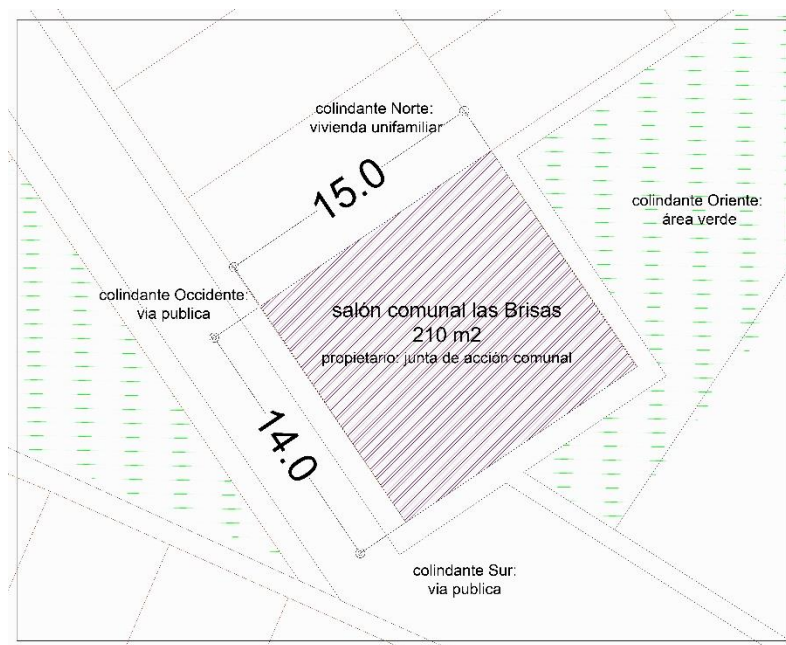 colindante Norte:
vivienda unifamiliar
15.0
colindante Oriente:
área verde
colindante Occidente:
via publica
salón comunal las Brisas
210 m2
propietario: junta de acción comunal
14.0
colindante Sur:
via publica